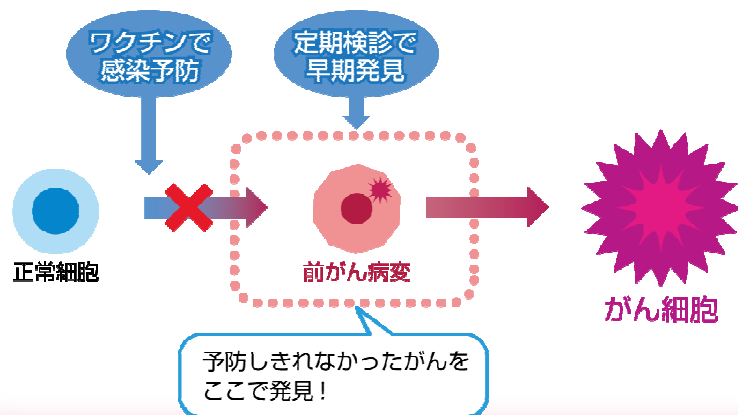 ワクチンで
感染予防
定期検診で
早期発見
正常細胞
前がん病変
がん細胞
予防しきれなかったがんを
ここで発見！